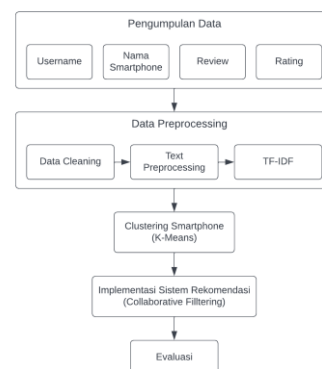 Pengumpulan Data
Username
Nama
Smartphone
Review
Rating
Data Preprocessing
Data Cleaning
Text
Preprocessing
TF-IDF
Clustering Smartphone
(K-Means)
Implementasi Sistem Rekomendasi
(Collaborative Filltering)
Evaluasi